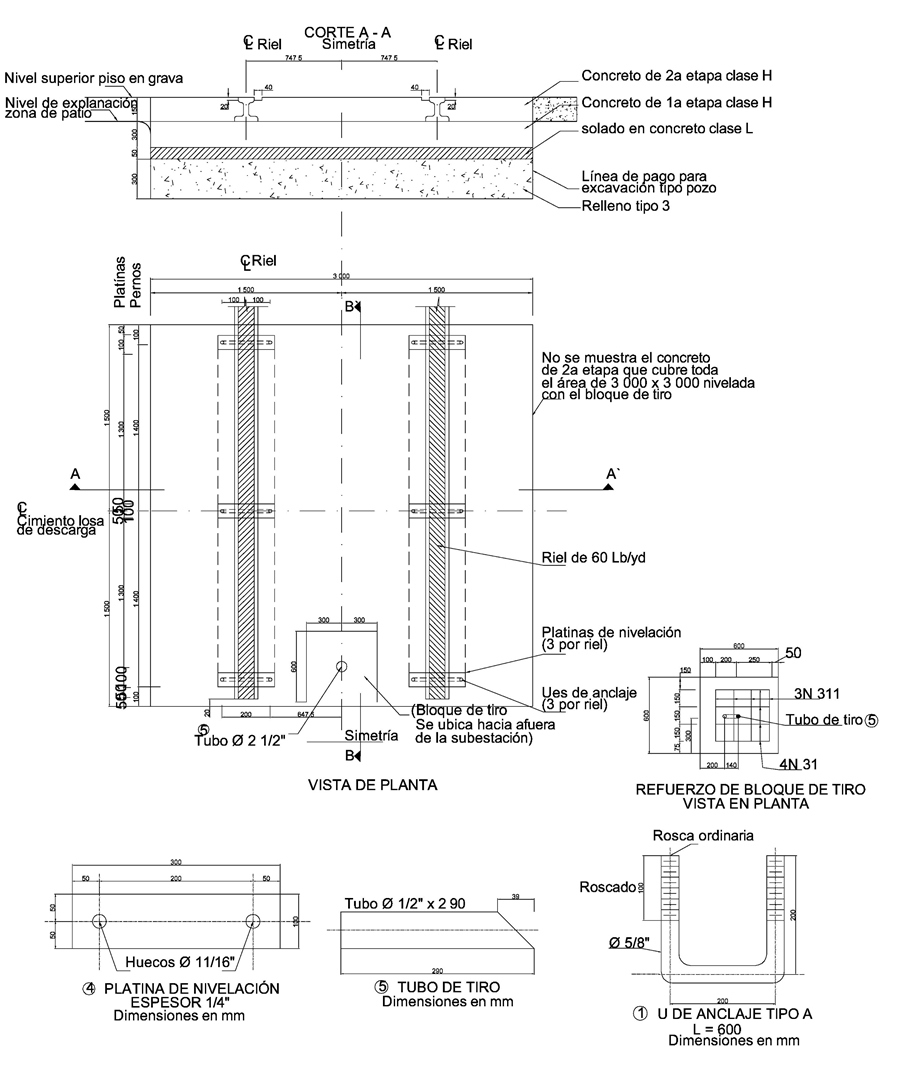 CORTE A - A
Simetría
℄ Riel
℄ Riel
747 5
747 5
40
40
20
20
Nivel superior piso en grava
Nivel de explanación
zona de patio
150
300
50
300
Concreto de 2a etapa clase H
Concreto de 1a etapa clase H
solado en concreto clase L
Línea de pago para
excavación tipo pozo
Relleno tipo 3
℄ Riel
Platinas
Pernos
3 000
1 500
1 500
100
100
B`
50
100
100
1 500
1 300
1 400
No se muestra el concreto
de 2a etapa que cubre toda
el área de 3 000 x 3 000 nivelada
con el bloque de tiro
A
A`
℄
Cimiento losa
de descarga
50
50
100
Riel de 60 Lb/yd
1 500
1 300
1 400
300
300
600
Platinas de nivelación
(3 por riel)
Ues de anclaje
(3 por riel)
50
50
100
100
20
200
647.5
5
Tubo Ø 2 1/2"
Simetría
B
(Bloque de tiro
Se ubica hacia afuera
de la subestación)
VISTA DE PLANTA
600
100
200
250
50
150
600
150
150
150
300
75
3N 311
Tubo de tiro 5
4N 31
200
140
REFUERZO DE BLOQUE DE TIRO
VISTA EN PLANTA
300
50
200
50
50
50
100
Huecos Ø 11/16"
4 PLATINA DE NIVELACIÓN
ESPESOR 1/4"
Dimensiones en mm
Tubo Ø 1/2" x 2 90
39
290
5 TUBO DE TIRO
Dimensiones en mm
Rosca ordinaria
Roscado
100
200
Ø 5/8"
200
1 U DE ANCLAJE TIPO A
L = 600
Dimensiones en mm